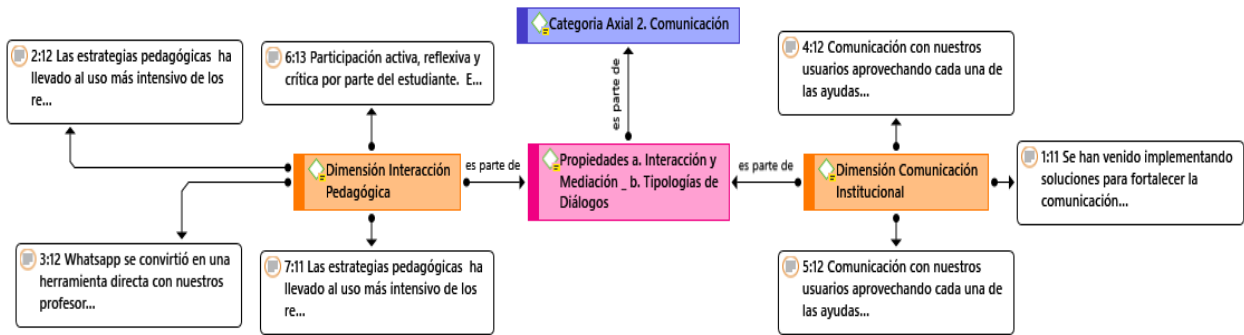 Categoria Axial 2. Comunicación
2:12 Las estrategias pedagógicas ha
llevado al uso más intensivo de los
re...
6:13 Participación activa, reflexiva y
crítica por parte del estudiante. E...
es parte de
4:12 Comunicación con nuestros
usuarios aprovechando cada una de
las ayudas...
Dimensión Interacción
Pedagógica
es parte de
Propiedades a. Interacción y
Mediación _ b. Tipologías de
Diálogos
es parte de
Dimensión Comunicación
Institucional
1:11 Se han venido implementando
soluciones para fortalecer la
comunicación...
3:12 Whatsapp se convirtió en una
herramienta directa con nuestros
profesor...
7:11 Las estrategias pedagógicas ha
llevado al uso más intensivo de los
re...
5:12 Comunicación con nuestros
usuarios aprovechando cada una de
las ayudas...